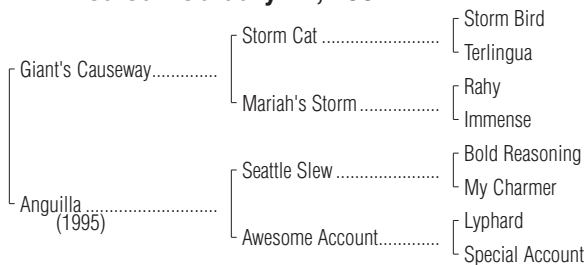 Storm Bird
Storm Cat
Terlingua
Giant's Causeway
Rahy
Mariah's Storm
Immense
Bold Reasoning
Seattle Slew
My Charmer
Anguilla
(1995)
Lyphard
Awesome Account
Special Account